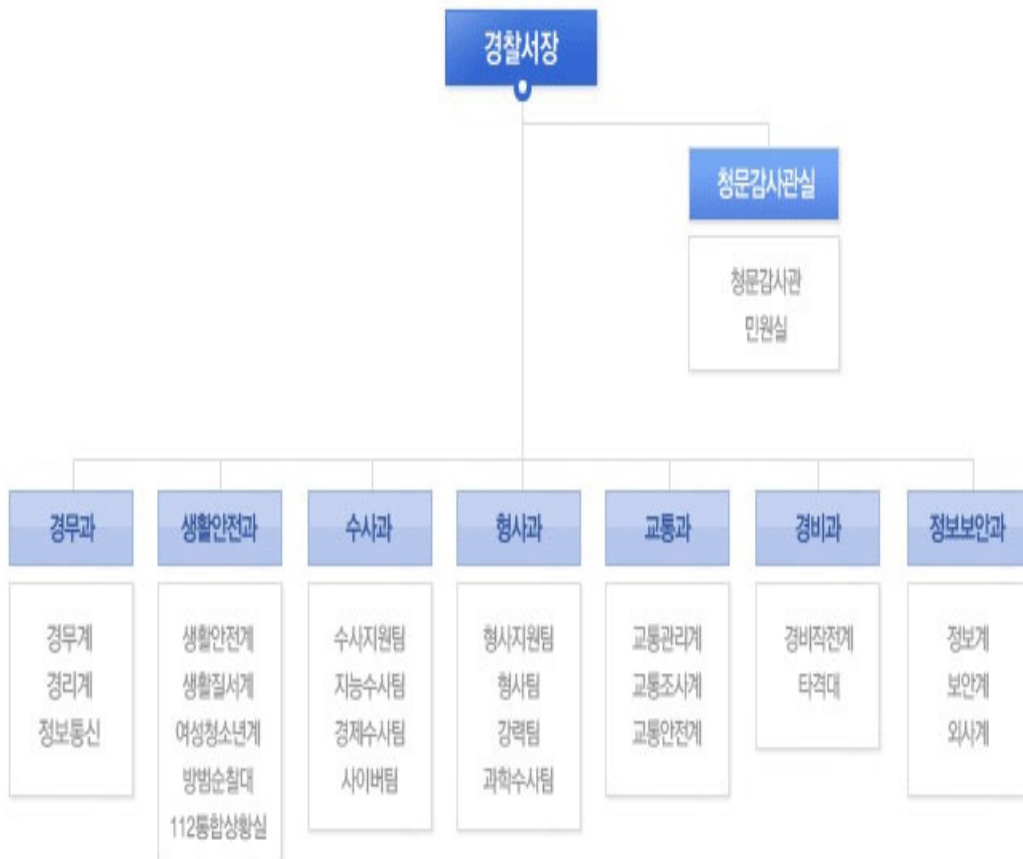 경찰서장
청문감사관실
청문감사관
민원실
경무과
생활안전과
수사과
형사과
교통과
경비과
정보보안과
경무계
경리계
정보통신
생활안전계
생활질서계
여성청소년계
방범순찰대
112통합상황실
수사지원팀
지능수사팀
경제수사팀
사이버팀
형사지원팀
형사팀
강력팀
과학수사팀
교통관리계
교통조사계
교통안전계
경비작전계
타격대
정보계
보안계
외사계